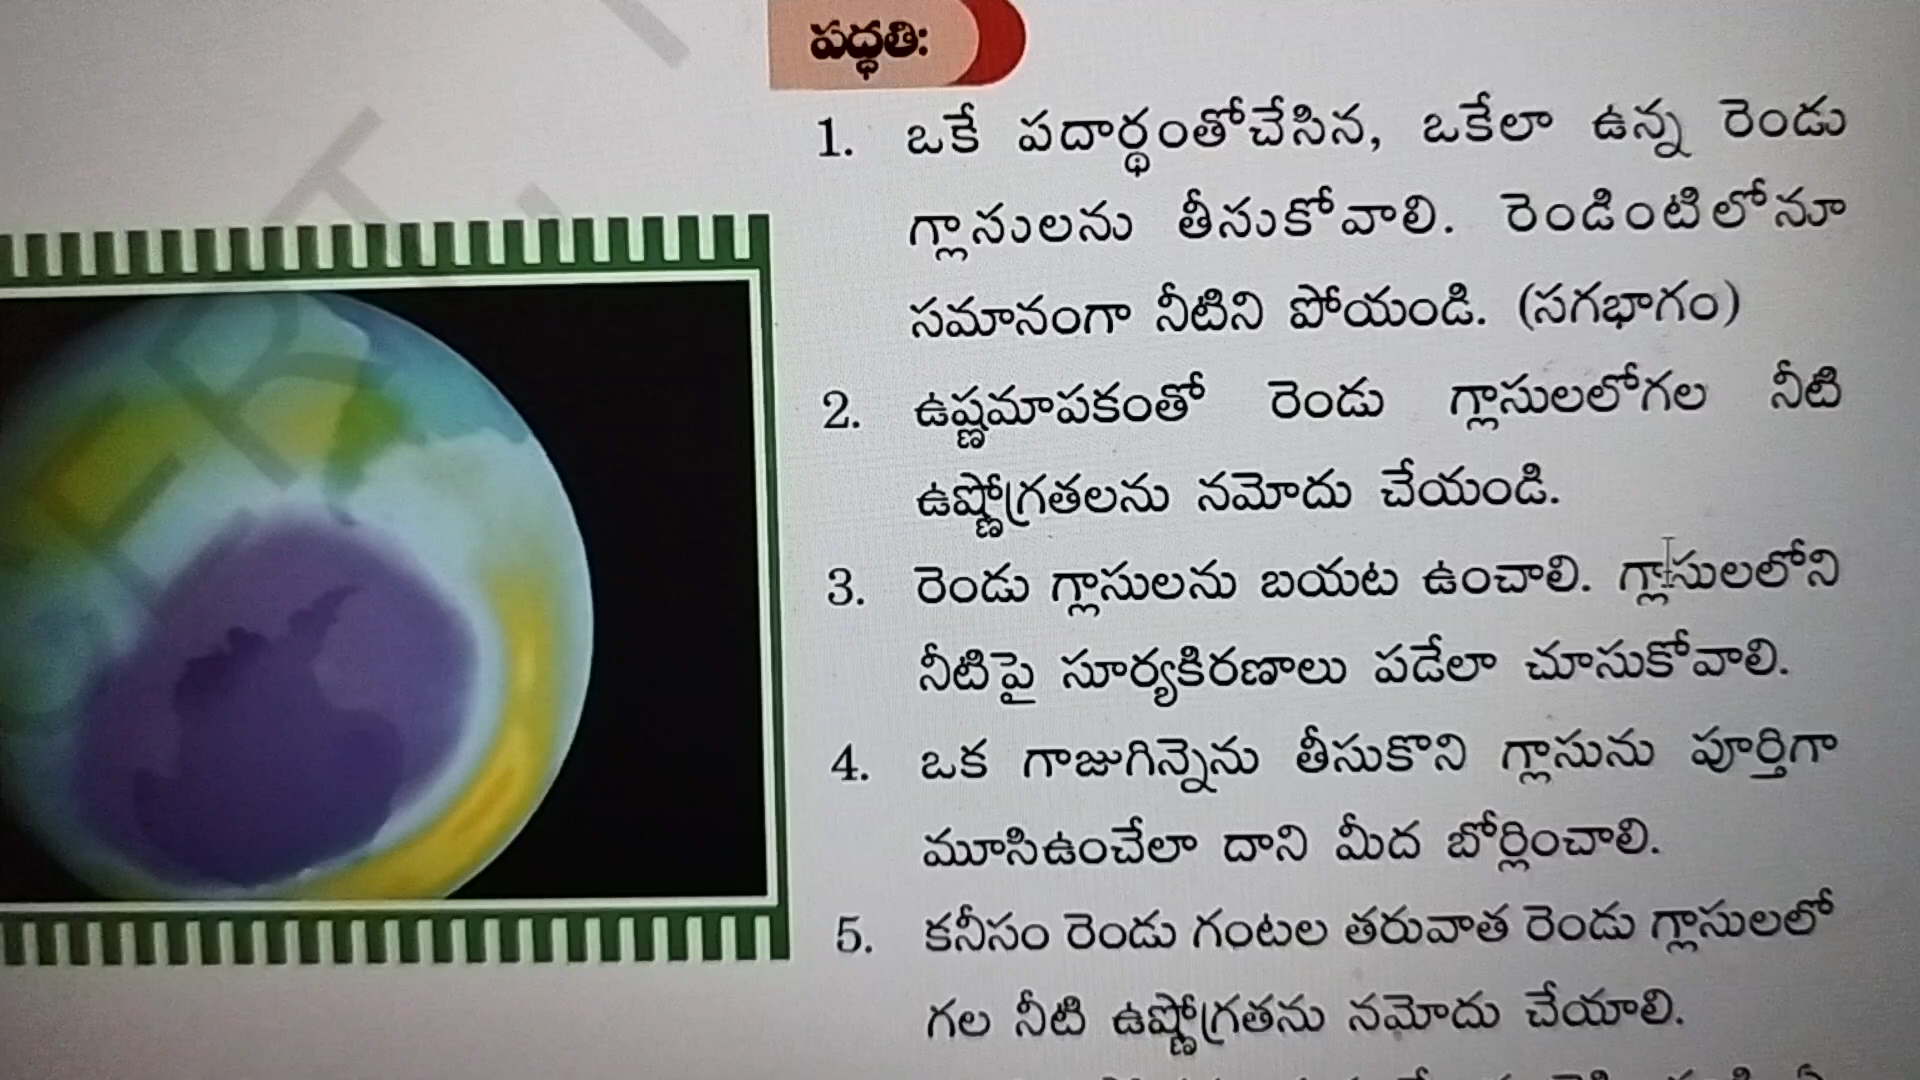 పద్ధతి:
1. ఒకే పదార్థంతోచేసిన, ఒకేలా ఉన్న రెండు
గ్లాసులను తీసుకోవాలి. రెండింటిలోనూ
సమానంగా నీటిని పోయండి. (సగభాగం)
2. ఉష్ణమాపకంతో రెండు గ్లాసులలోగల నీటి
ఉష్ణోగ్రతలను నమోదు చేయండి.
3. రెండు గ్లాసులను బయట ఉంచాలి. గ్లాసులలోని
నీటిపై సూర్యకిరణాలు పడేలా చూసుకోవాలి.
4. ఒక గాజుగిన్నెను తీసుకొని గ్లాసును పూర్తిగా
మూసిఉంచేలా దాని మీద బోర్లించాలి.
5. కనీసం రెండు గంటల తరువాత రెండు గ్లాసులలో
గల నీటి ఉష్ణోగ్రతను నమోదు చేయాలి.